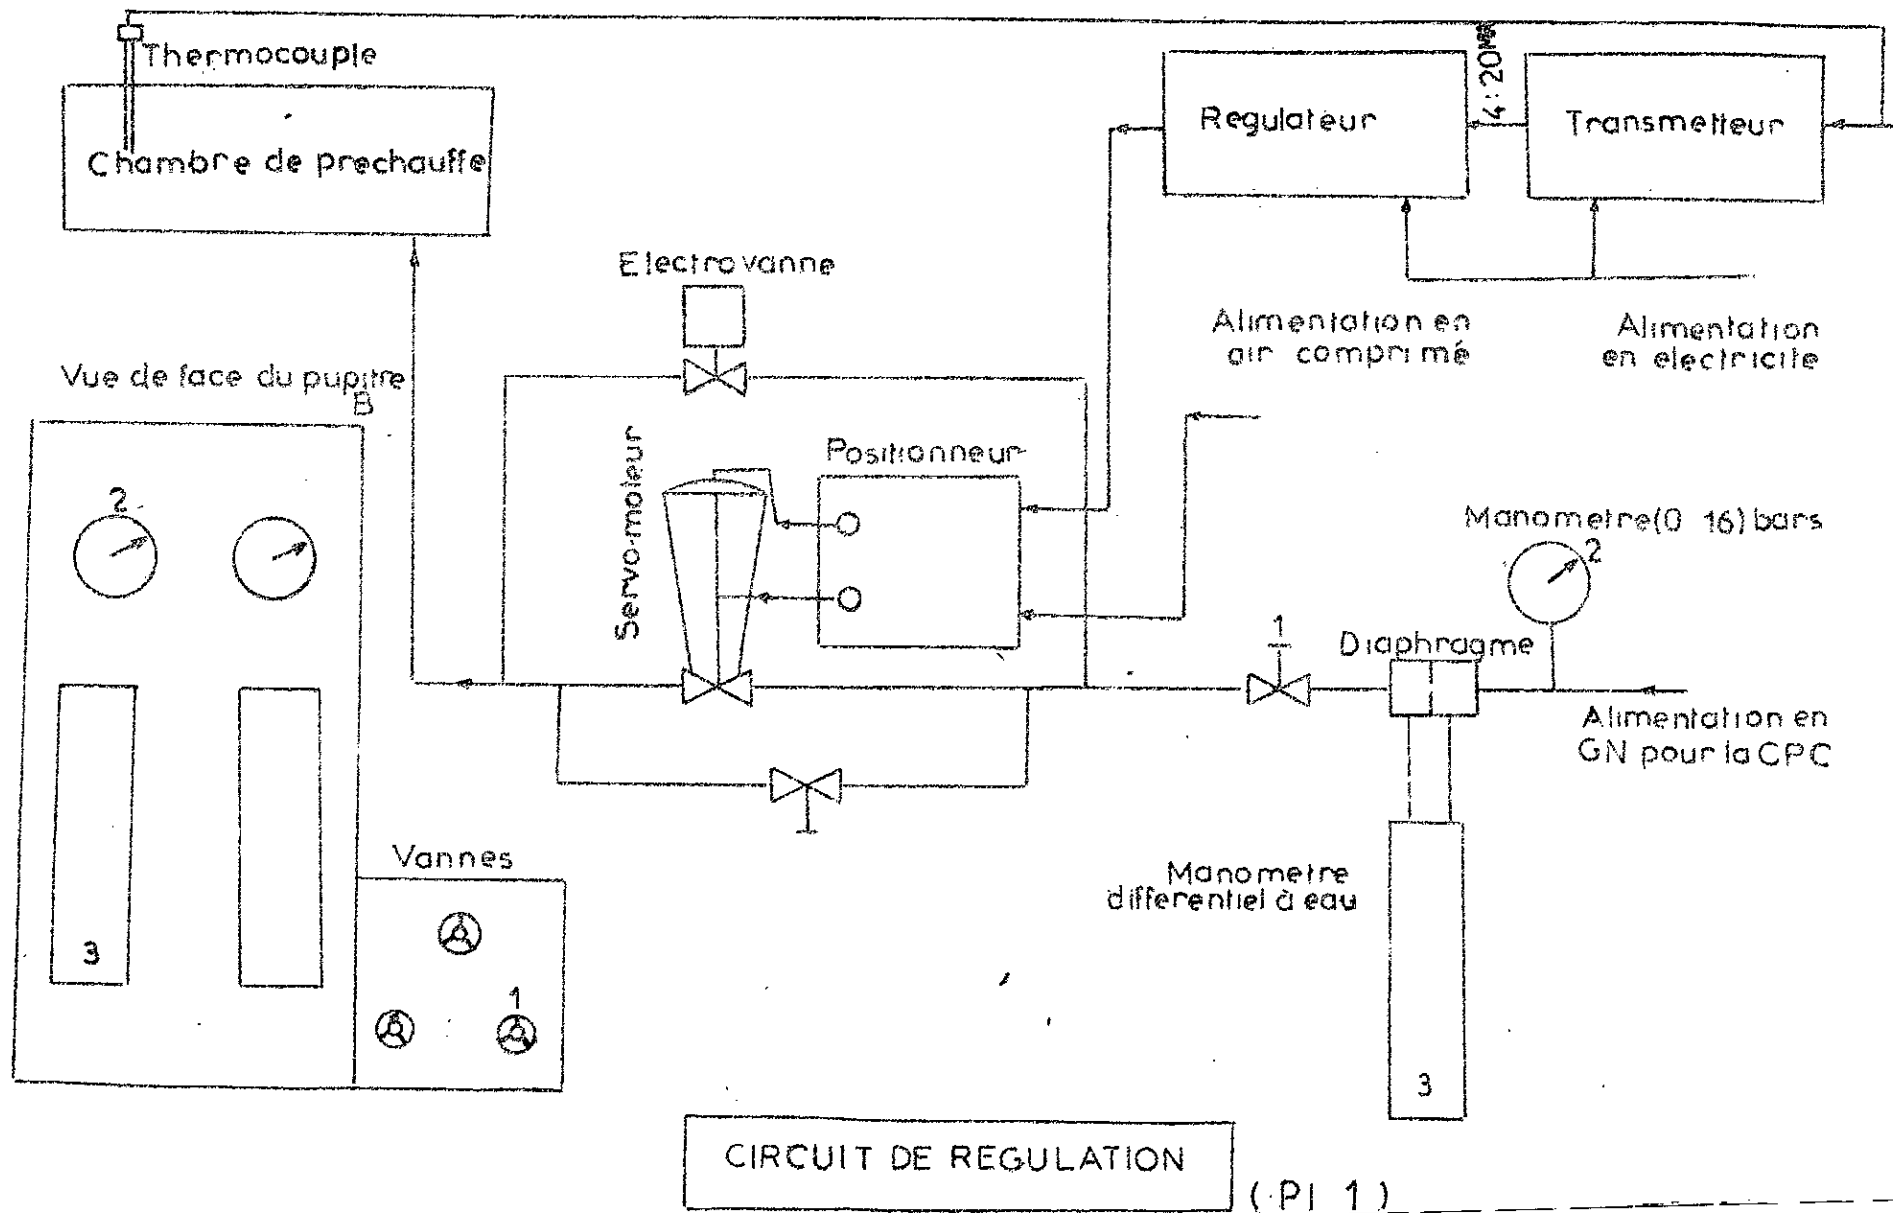 Thermocouple
Chambre de prechauffe
Regulateur
4:20MA
Transmetteur
Electrovanne
Alimentation en
air comprimé
Alimentation
en electricite
Vue de face du pupitre
B
Servo-moteur
Positionneur
2
Manometre(0 16)bars
2
1
Diaphragme
Alimentation en
GN pour la CPC
Vannes
Manometre
differentiel à eau
3
1
3
CIRCUIT DE REGULATION
(Pl 1)